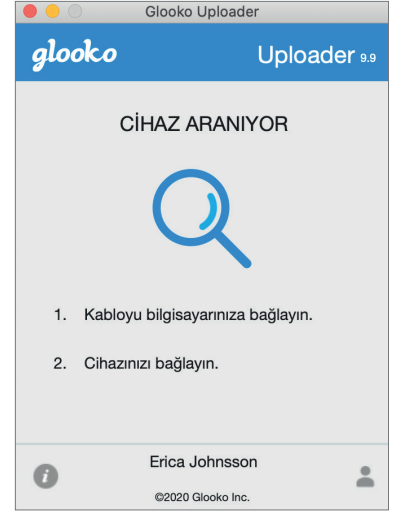 Glooko Uploader
glooko
Uploader 9.9
CİHAZ ARANIYOR
1. Kabloyu bilgisayarınıza bağlayın.
2. Cihazınızı bağlayın.
Erica Johnsson
i
©2020 Glooko Inc.